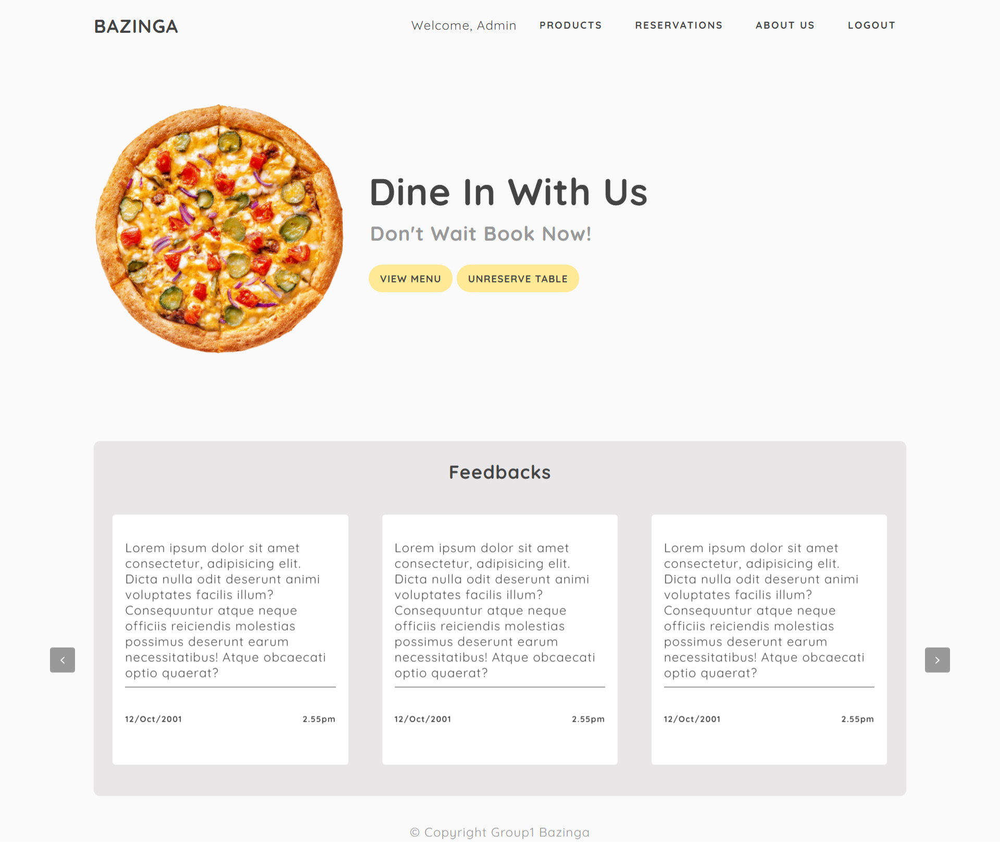 BAZINGA
Welcome, Admin PRODUCTS RESERVATIONS ABOUT US LOGOUT
Dine In With Us
Don't Wait Book Now!
VIEW MENU UNRESERVE TABLE
Feedbacks
Lorem ipsum dolor sit amet
consectetur, adipisicing elit.
Dicta nulla odit deserunt animi
voluptates facilis illum?
Consequuntur atque neque
officiis reiciendis molestias
possimus deserunt earum
necessitatibus! Atque obcaecati
optio quaerat?
12/Oct/2001 2.55pm
Lorem ipsum dolor sit amet
consectetur, adipisicing elit.
Dicta nulla odit deserunt animi
voluptates facilis illum?
Consequuntur atque neque
officiis reiciendis molestias
possimus deserunt earum
necessitatibus! Atque obcaecati
optio quaerat?
12/Oct/2001 2.55pm
Lorem ipsum dolor sit amet
consectetur, adipisicing elit.
Dicta nulla odit deserunt animi
voluptates facilis illum?
Consequuntur atque neque
officiis reiciendis molestias
possimus deserunt earum
necessitatibus! Atque obcaecati
optio quaerat?
12/Oct/2001 2.55pm
© Copyright Group1 Bazinga